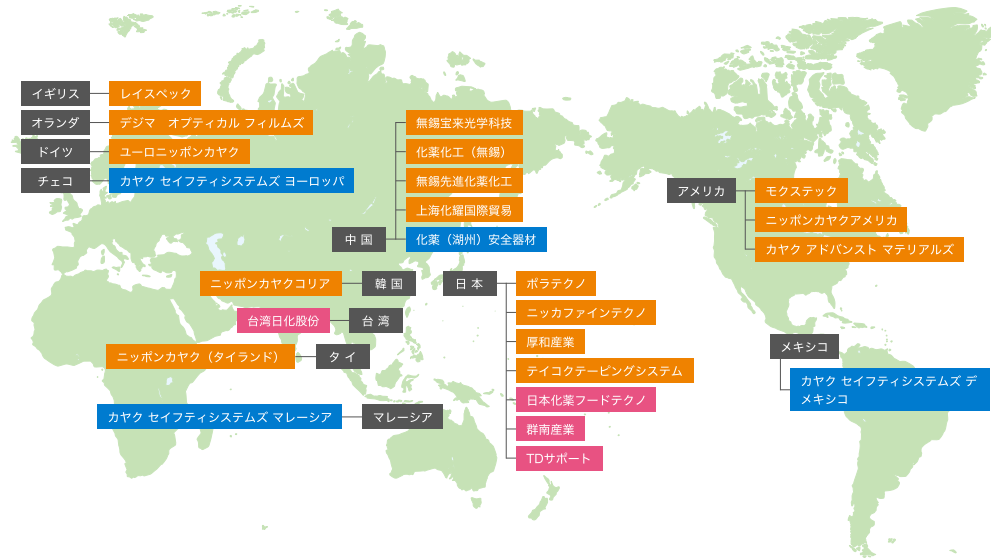 イギリス
レイスペック
オランダ
デジマ オプティカル フィルムズ
ドイツ
ユーロニッポンカヤク
チェコ
カヤク セイフティシステムズ ヨーロッパ
無錫宝来光学科技
化薬化工（無錫）
無錫先進化薬化工
上海化耀国際貿易
中 国
化薬（湖州）安全器材
アメリカ
モクステック
ニッポンカヤクアメリカ
カヤク アドバンスト マテリアルズ
ニッポンカヤクコリア
韓 国
台湾日化股份
台 湾
ニッポンカヤク（タイランド）
タ イ
カヤク セイフティシステムズ マレーシア
マレーシア
日 本
ポラテクノ
ニッカファインテクノ
厚和産業
テイコクテーピングシステム
日本化薬フードテクノ
群南産業
TDサポート
メキシコ
カヤク セイフティシステムズ デ
メキシコ